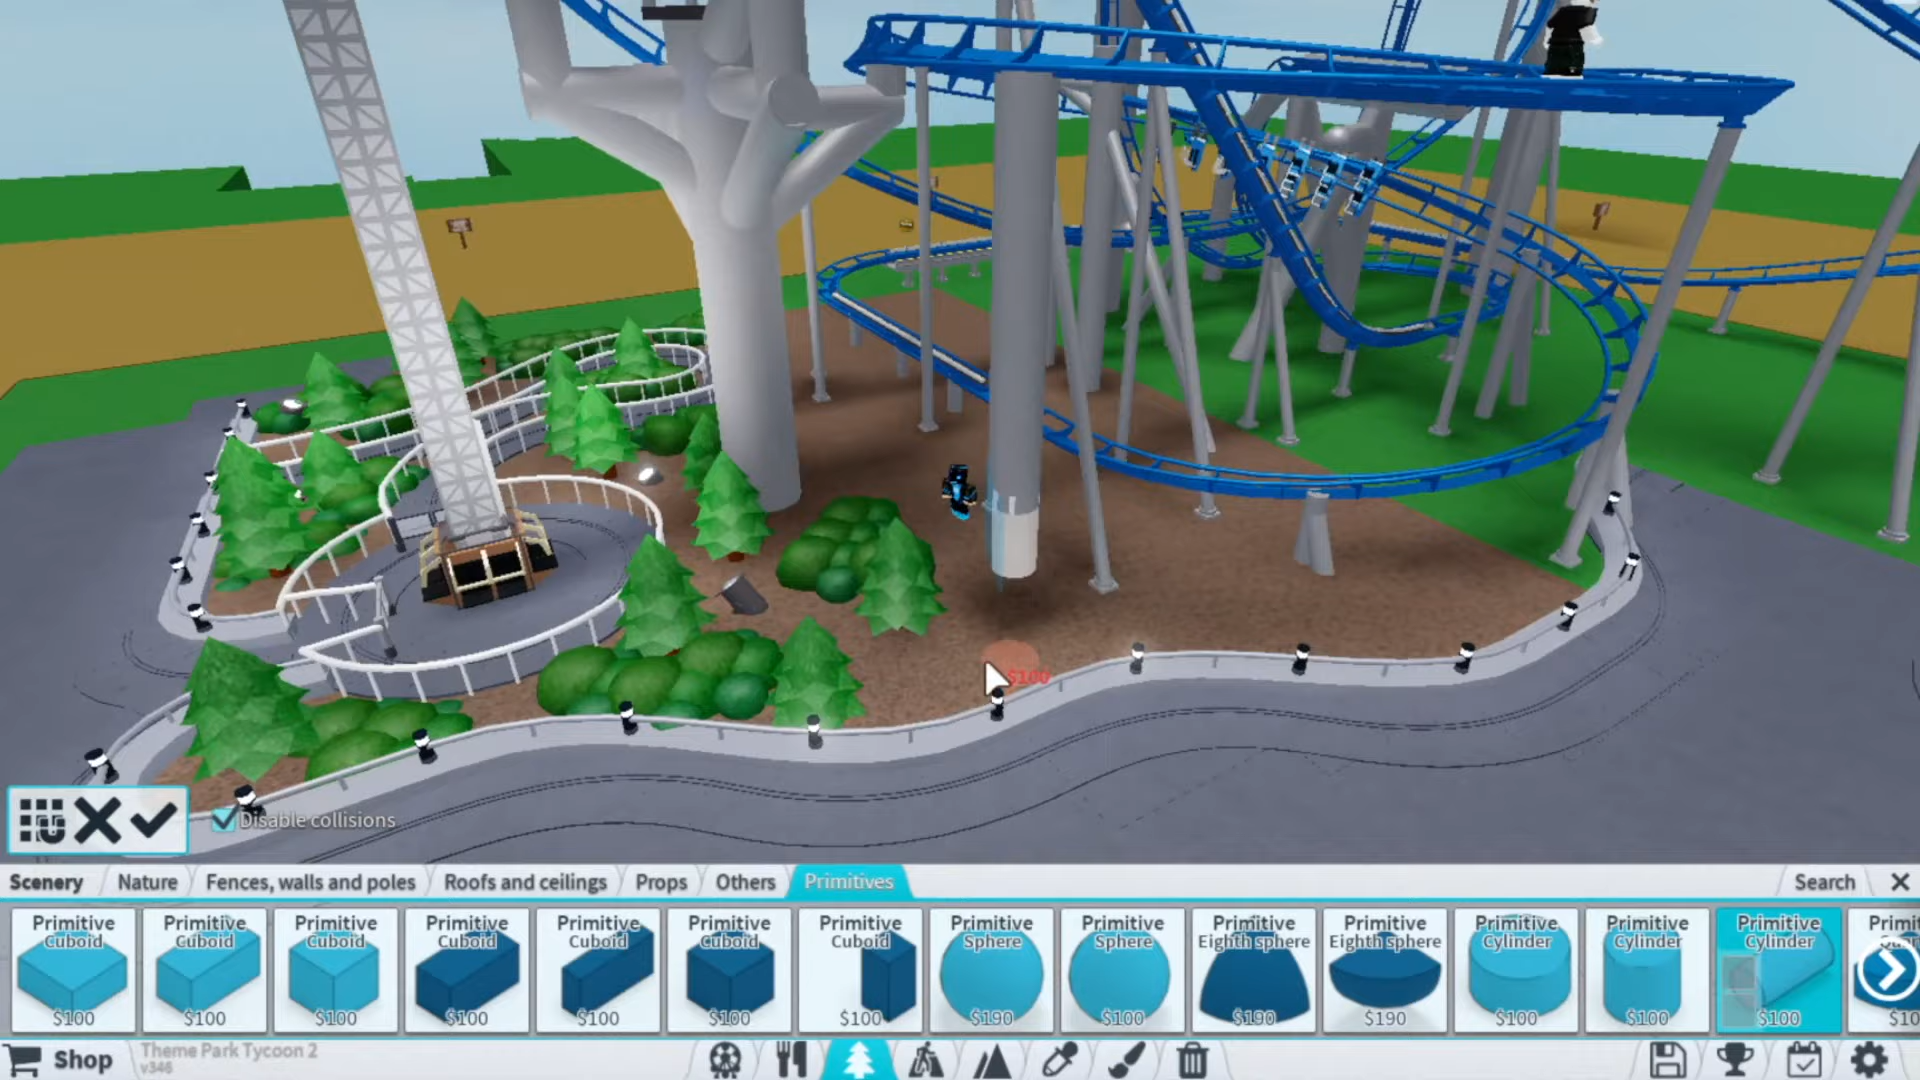 $100
Disable collisions
Scenery Nature Fences, walls and poles Roofs and ceilings Props Others Primitives Search
Primitive Cuboid $100
Primitive Cuboid $100
Primitive Cuboid $100
Primitive Cuboid $100
Primitive Cuboid $100
Primitive Cuboid $100
Primitive Cuboid $100
Primitive Sphere $190
Primitive Sphere $100
Primitive Eighth sphere $190
Primitive Eighth sphere $190
Primitive Cylinder $100
Primitive Cylinder $100
Primitive Cylinder $100
Shop
Theme Park Tycoon 2
v346